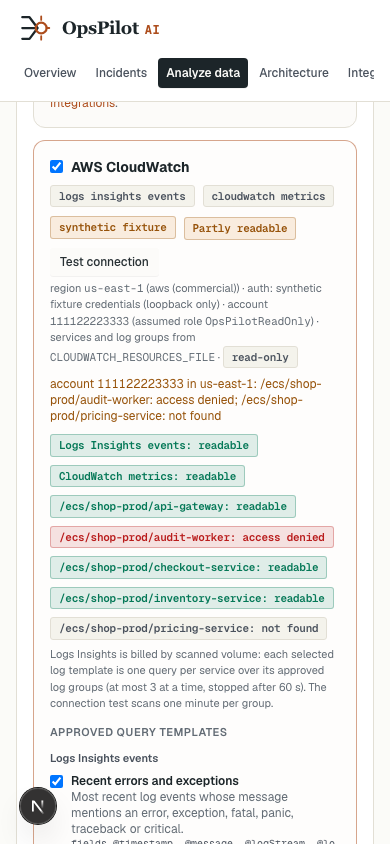 OpsPilot AI
Overview Incidents Analyze data Architecture Integ
integrations.
AWS CloudWatch
logs insights events cloudwatch metrics
synthetic fixture Partly readable
Test connection
region us-east-1 (aws (commercial)) · auth: synthetic
fixture credentials (loopback only) · account
111122223333 (assumed role OpsPilotReadOnly) ·
services and log groups from
CLOUDWATCH_RESOURCES_FILE · read-only
account 111122223333 in us-east-1: /ecs/shop-
prod/audit-worker: access denied; /ecs/shop-
prod/pricing-service: not found
Logs Insights events: readable
CloudWatch metrics: readable
/ecs/shop-prod/api-gateway: readable
/ecs/shop-prod/audit-worker: access denied
/ecs/shop-prod/checkout-service: readable
/ecs/shop-prod/inventory-service: readable
/ecs/shop-prod/pricing-service: not found
Logs Insights is billed by scanned volume: each selected
log template is one query per service over its approved
log groups (at most 3 at a time, stopped after 60 s). The
connection test scans one minute per group.
APPROVED QUERY TEMPLATES
Logs Insights events
Recent errors and exceptions
Most recent log events whose message
mentions an error, exception, fatal, panic,
traceback or critical.
fields @timestamp, @message, @logStream, @lo
N